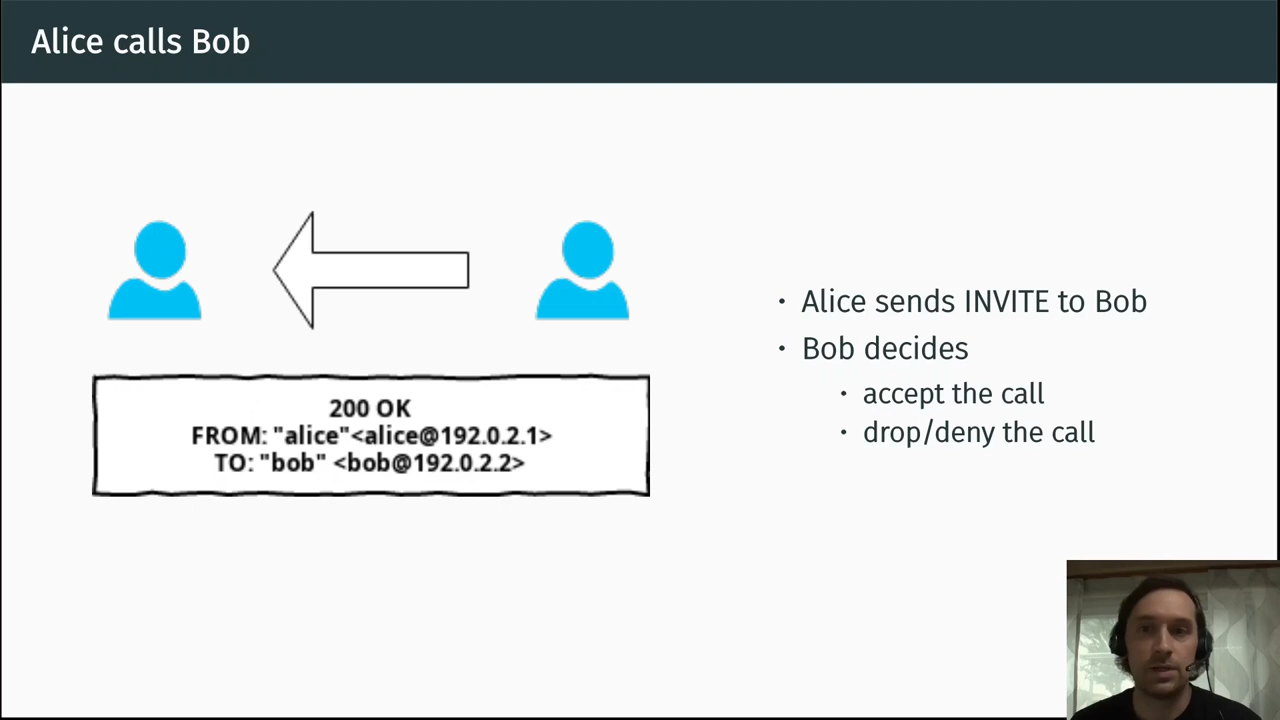 Alice calls Bob
200 OK
FROM: "alice"<alice@192.0.2.1>
TO: "bob" <bob@192.0.2.2>
• Alice sends INVITE to Bob
• Bob decides
• accept the call
• drop/deny the call